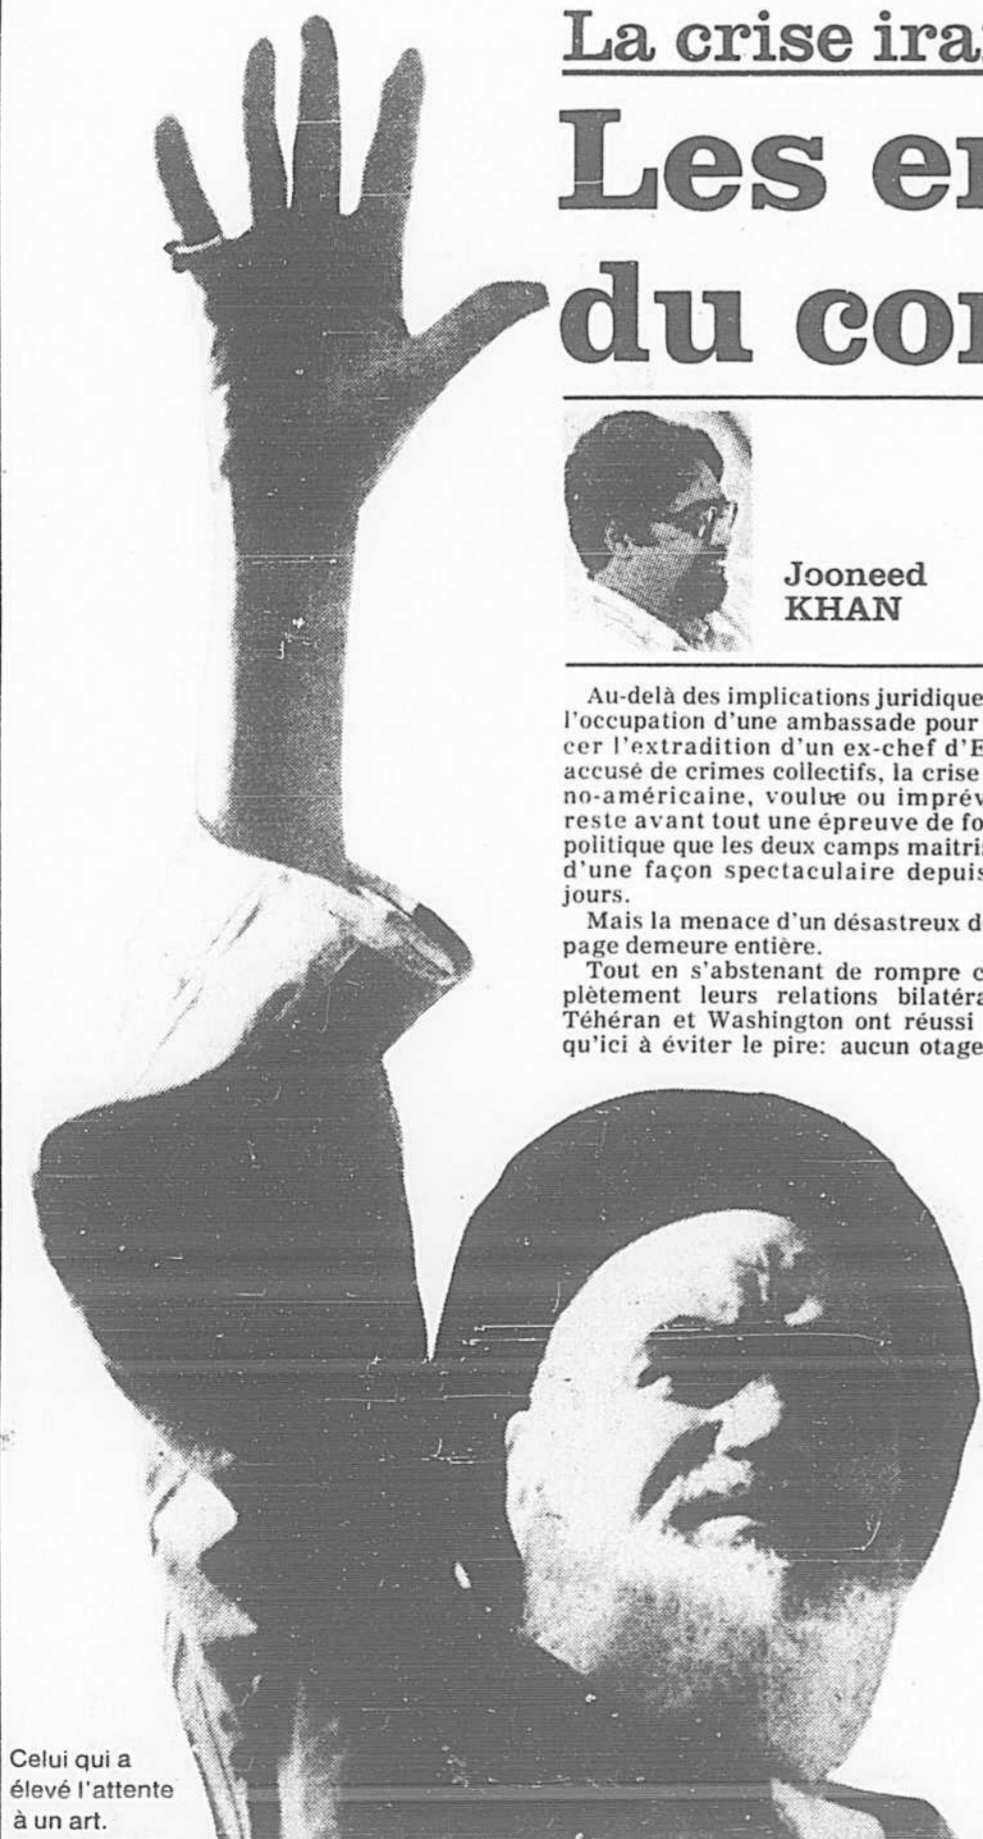 La crise ira
Les e
du co
Jooneed
KHAN
Au-delà des implications juridique
l'occupation d'une ambassade pour
cer l'extradition d'un ex-chef d'E
accusé de crimes collectifs, la crise
no-américaine, voulue ou imprév
reste avant tout une épreuve de fo
politique que les deux camps maitris
d'une façon spectaculaire depuis
jours.
Mais la menace d'un désastreux d
page demeure entière.
Tout en s'abstenant de rompre c
plètement leurs relations bilatéra
Téhéran et Washington ont réussi
qu'ici à éviter le pire: aucun otage
Celui qui a
élevé l'attente
à un art.